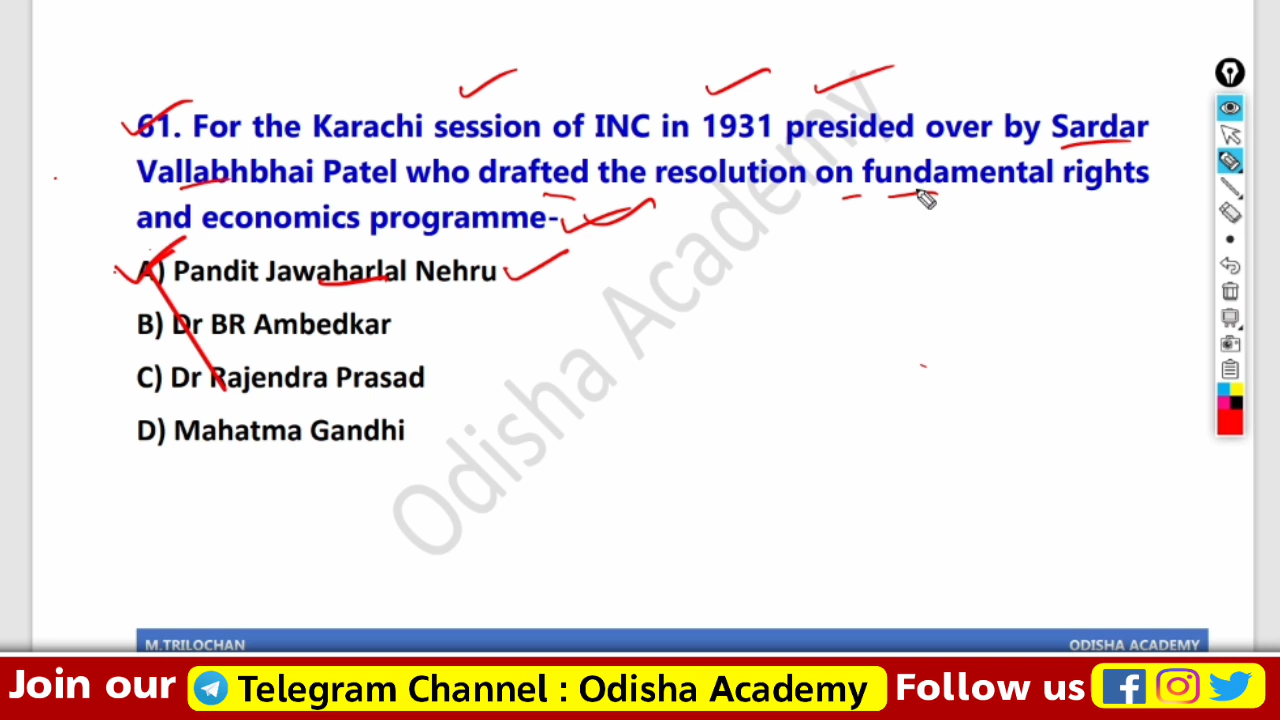 61. For the Karachi session of INC in 1931 presided over by Sardar
Vallabhbhai Patel who drafted the resolution on fundamental rights
and economics programme-
A) Pandit Jawaharlal Nehru
B) Dr BR Ambedkar
C) Dr Rajendra Prasad
D) Mahatma Gandhi
Odisha Academy
M.TRILOCHAN ODISHA ACADEMY
Join our Telegram Channel : Odisha Academy Follow us